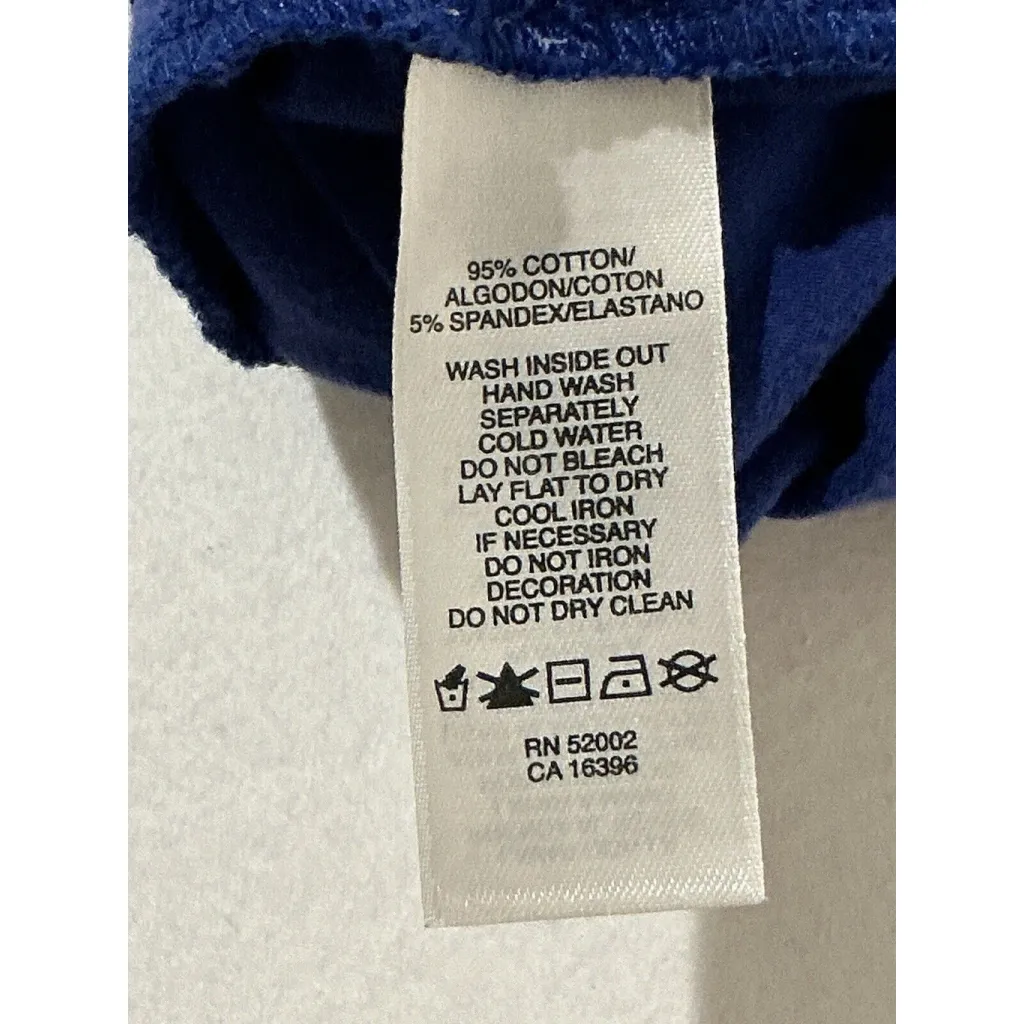 95% COTTON/
ALGODON/COTON
5% SPANDEX/ELASTANO
WASH INSIDE OUT
HAND WASH
SEPARATELY
COLD WATER
DO NOT BLEACH
LAY FLAT TO DRY
COOL IRON
IF NECESSARY
DO NOT IRON
DECORATION
DO NOT DRY CLEAN
RN 52002
CA 16396